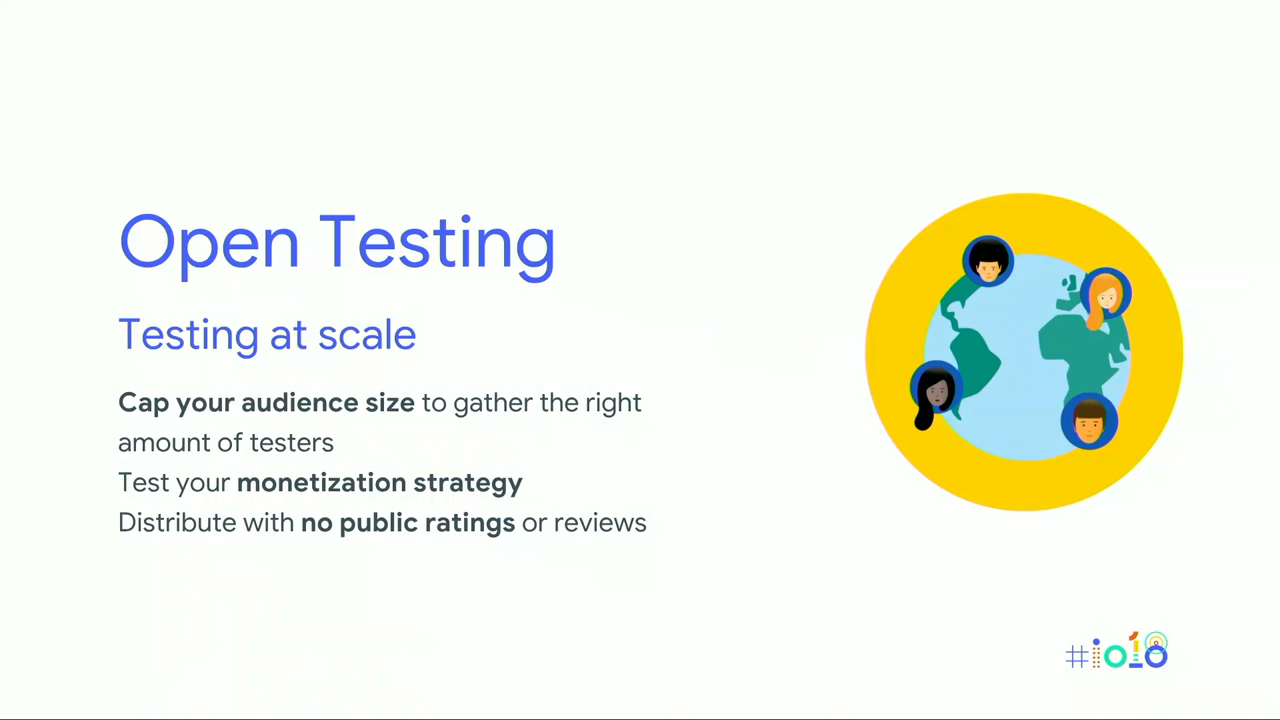 Open Testing
Testing at scale
Cap your audience size to gather the right
amount of testers
Test your monetization strategy
Distribute with no public ratings or reviews
#io18